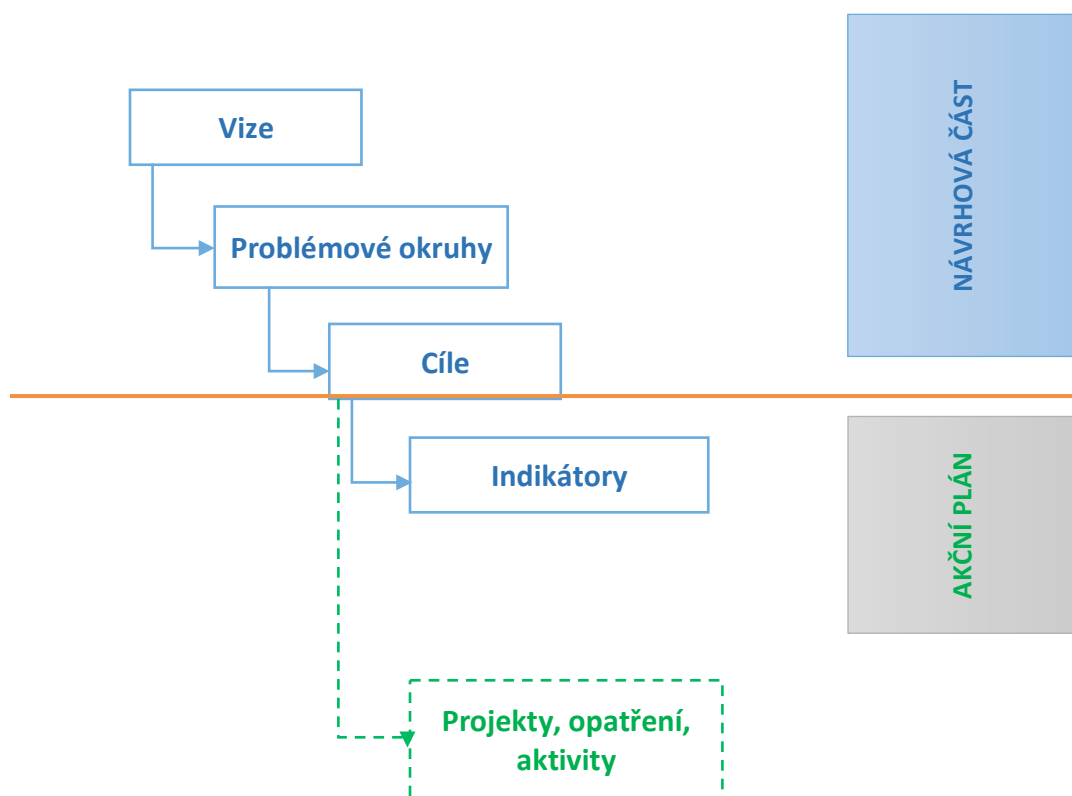 Vize
Problémové okruhy
Cíle
Indikátory
Projekty, opatření,
aktivity
NÁVRHOVÁ ČÁST
AKČNÍ PLÁN